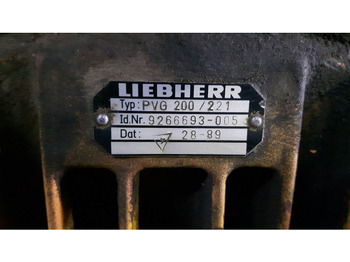 LIEBHERR
Typ: PVG 200/221
Id.Nr. 9266693-005
Dat: 28-89